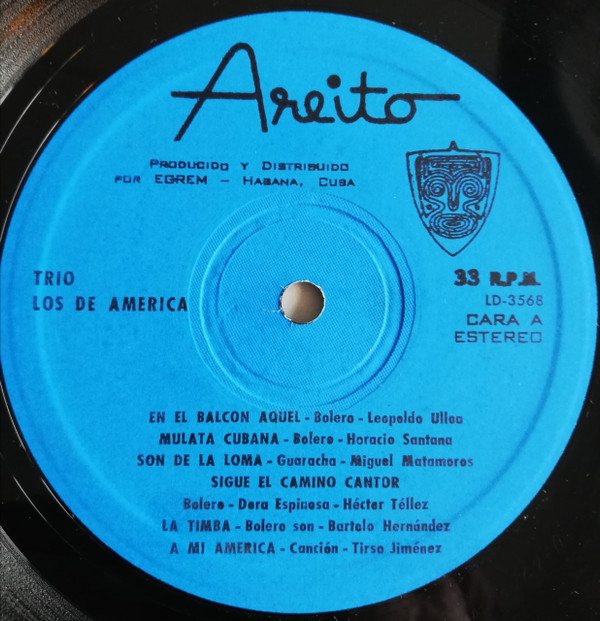 Areito
PRODUCIDO Y DISTRIBUIDO
POR EGREM - HABANA, CUBA
TRIO
LOS DE AMERICA
33 R.P.M.
LD-3568
CARA A
ESTEREO
EN EL BALCON AQUEL - Bolero - Leopoldo Ulloa
MULATA CUBANA - Bolero - Horacio Santana
SON DE LA LOMA - Guaracha - Miguel Matamoros
SIGUE EL CAMINO CANTOR
Bolero - Dora Espinosa - Héctor Téllez
LA TIMBA - Bolero son - Bartolo Hernández
A MI AMERICA - Canción - Tirso Jiménez